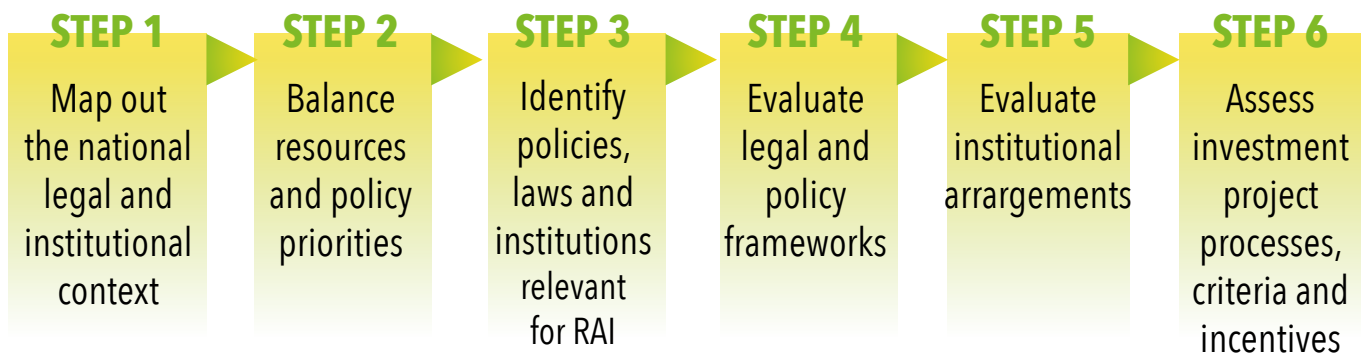 STEP 1
Map out
the national
legal and
institutional
context
STEP 2
Balance
resources
and policy
priorities
STEP 3
Identify
policies,
laws and
institutions
relevant
for RAI
STEP 4
Evaluate
legal and
policy
frameworks
STEP 5
Evaluate
institutional
arrargements
STEP 6
Assess
investment
project
processes,
criteria and
incentives